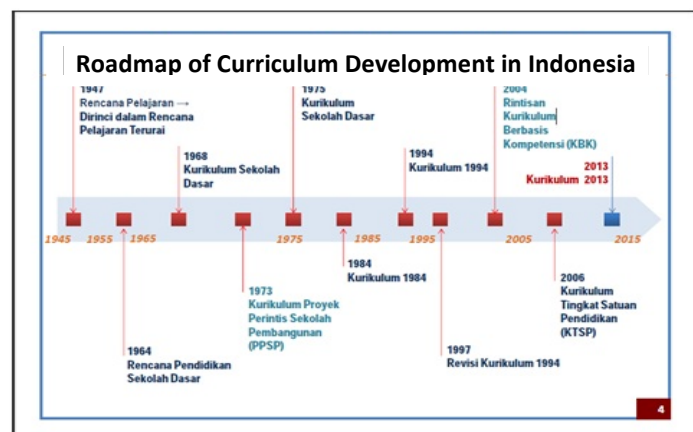 Roadmap of Curriculum Development in Indonesia
1947
Rencana Pelajaran →
Dirinci dalam Rencana
Pelajaran Terurai
1968
Kurikulum Sekolah
Dasar
1975
Kurikulum
Sekolah Dasar
1994
Kurikulum 1994
2004
Rintisan
Kurikulum
Berbasis
Kompetensi (KBK)
2013
Kurikulum 2013
1945
1955
1965
1975
1985
1995
2005
2015
1964
Rencana Pendidikan
Sekolah Dasar
1973
Kurikulum Proyek
Perintis Sekolah
Pembangunan
(PPSP)
1984
Kurikulum 1984
1997
Revisi Kurikulum 1994
2006
Kurikulum
Tingkat Satuan
Pendidikan
(KTSP)
4